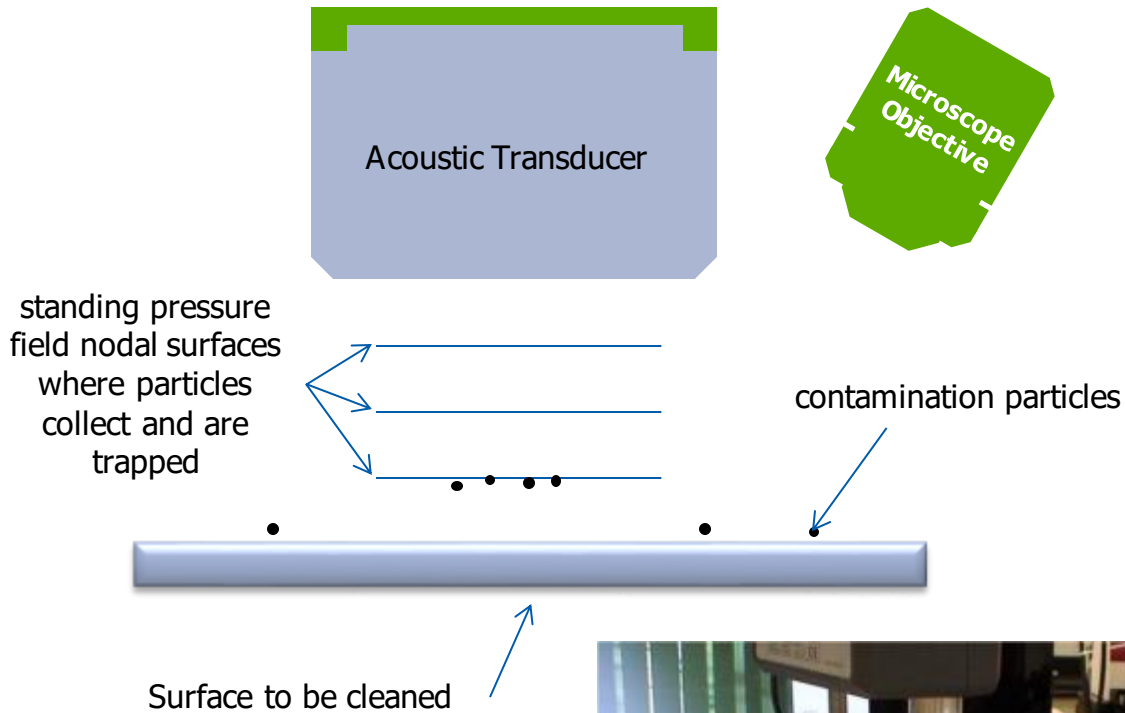 Acoustic Transducer
Microscope
Objective
standing pressure
field nodal surfaces
where particles
collect and are
trapped
contamination particles
Surface to be cleaned